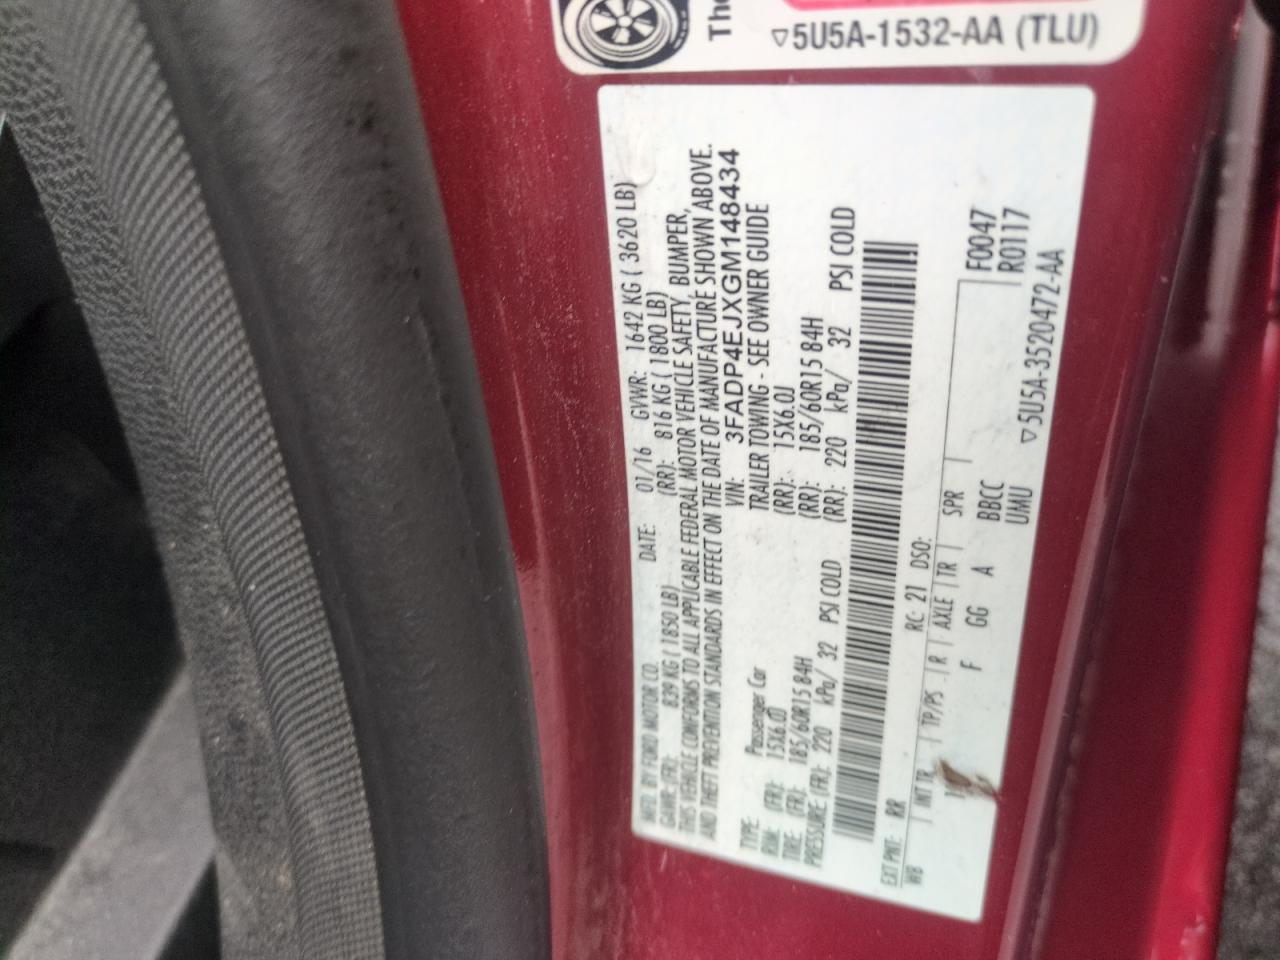 The
▽5U5A-1532-AA (TLU)
MFD. BY FORD MOTOR CO. DATE: 01/16 GVWR: 1642 KG ( 3620 LB)
GAWR: (FR): 839 KG ( 1850 LB) (RR): 816 KG ( 1800 LB)
THIS VEHICLE CONFORMS TO ALL APPLICABLE FEDERAL MOTOR VEHICLE SAFETY, BUMPER,
AND THEFT PREVENTION STANDARDS IN EFFECT ON THE DATE OF MANUFACTURE SHOWN ABOVE.
VIN: 3FADP4EJXGM148434
TYPE: Passenger Car TRAILER TOWING - SEE OWNER GUIDE
RIM: (FR): 15X6.0J (RR): 15X6.0J
TIRE: (FR): 185/60R15 84H (RR): 185/60R15 84H
PRESSURE (FR): 220 kPa/ 32 PSI COLD (RR): 220 kPa/ 32 PSI COLD
EXT PNT: RR RC: 21 DSO:
WB INT TR TP/PS R AXLE TR SPR F0047
F GG A BBCC R0117
UMU
▽5U5A-3520472-AA